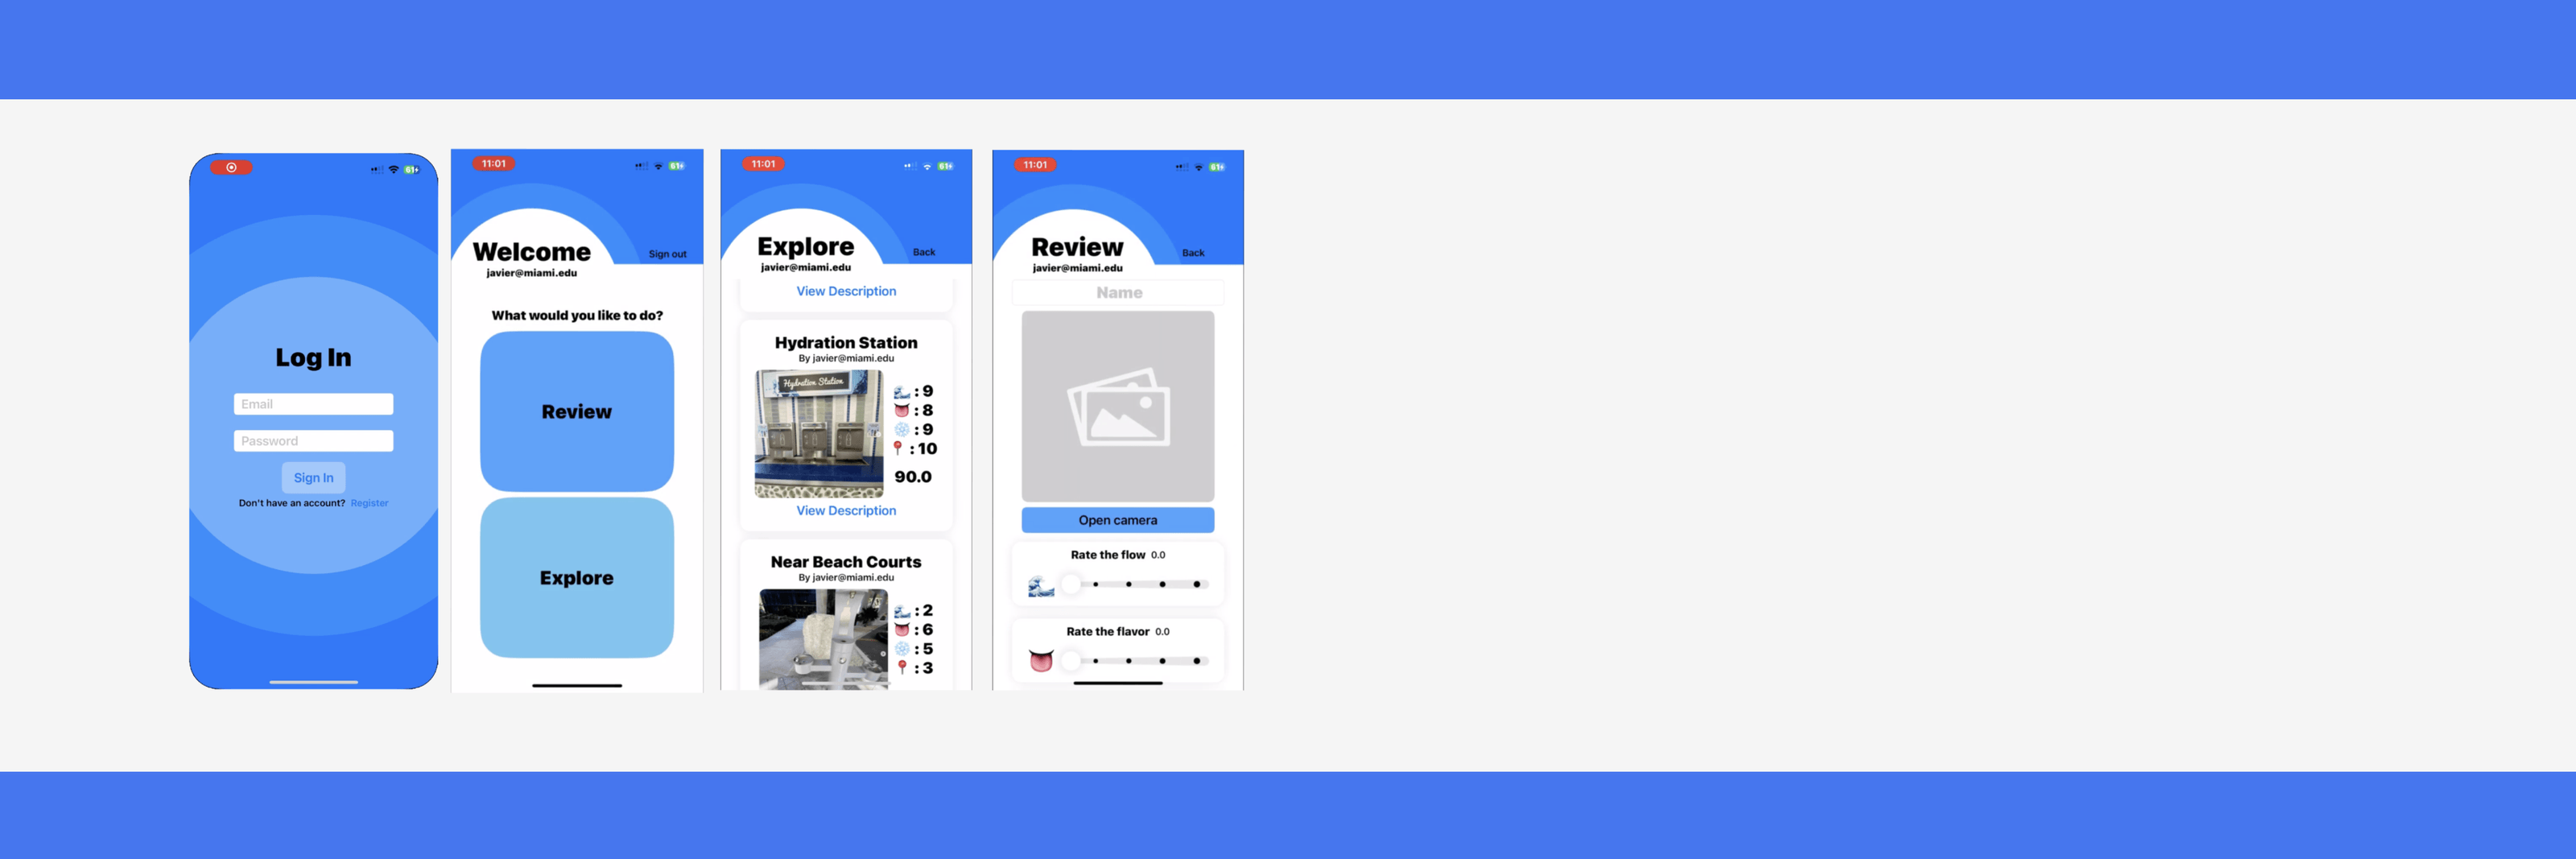 61+
Log In
Email
Password
Sign In
Don't have an account? Register
11:01
61+
Welcome
Sign out
javier@miami.edu
What would you like to do?
Review
Explore
11:01
61+
Explore
Back
javier@miami.edu
View Description
Hydration Station
By javier@miami.edu
Hydration Station
: 9
: 8
: 9
: 10
90.0
View Description
Near Beach Courts
By javier@miami.edu
: 2
: 6
: 5
: 3
11:01
61+
Review
Back
javier@miami.edu
Name
Open camera
Rate the flow 0.0
Rate the flavor 0.0